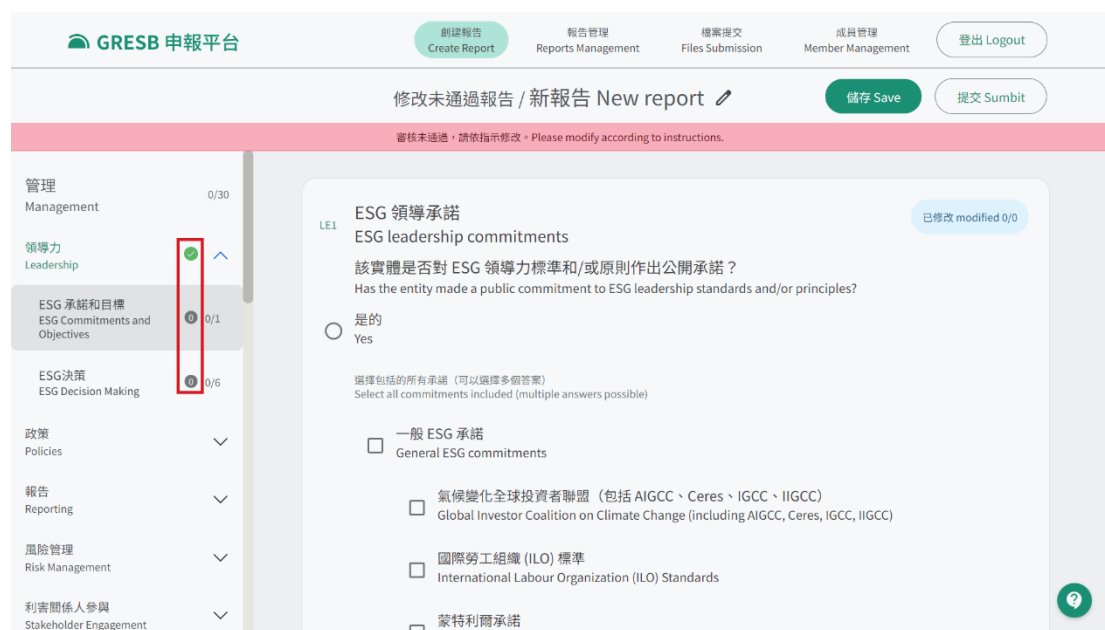 GRESB 申報平台
創建報告
Create Report
報告管理
Reports Management
檔案提交
Files Submission
成員管理
Member Management
登出 Logout
修改未通過報告 / 新報告 New report
儲存 Save
提交 Sumbit
審核未通過，請依指示修改。Please modify according to instructions.
管理
Management
0/30
領導力
Leadership
ESG 承諾和目標
ESG Commitments and
Objectives
0 0/1
ESG決策
ESG Decision Making
0 0/6
政策
Policies
報告
Reporting
風險管理
Risk Management
利害關係人參與
Stakeholder Engagement
LE1
ESG 領導承諾
ESG leadership commitments
已修改 modified 0/0
該實體是否對 ESG 領導力標準和/或原則作出公開承諾？
Has the entity made a public commitment to ESG leadership standards and/or principles?
是的
Yes
選擇包括的所有承諾（可以選擇多個答案）
Select all commitments included (multiple answers possible)
一般 ESG 承諾
General ESG commitments
氣候變化全球投資者聯盟（包括 AIGCC、Ceres、IGCC、IIGCC）
Global Investor Coalition on Climate Change (including AIGCC, Ceres, IGCC, IIGCC)
國際勞工組織 (ILO) 標準
International Labour Organization (ILO) Standards
蒙特利爾承諾
?